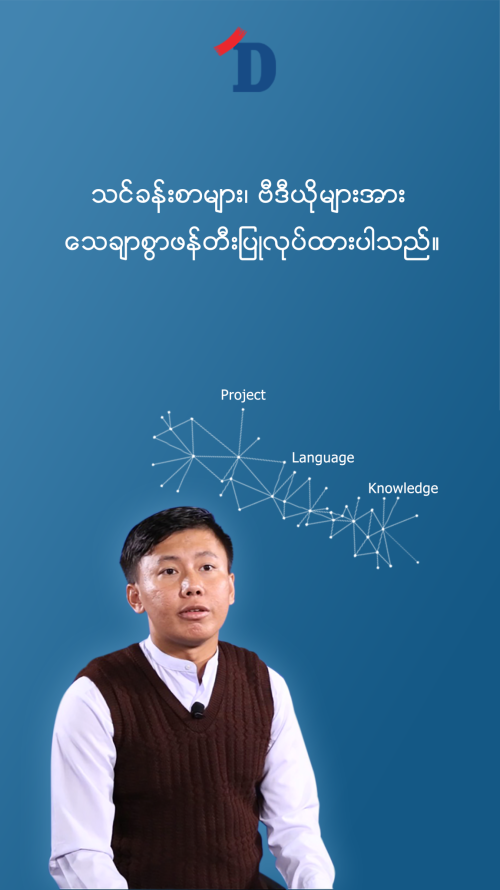 D
သင်ခန်းစာများ၊ ဗီဒီယိုများအား
သေချာစွာဖန်တီးပြုလုပ်ထားပါသည်။
Project
Language
Knowledge